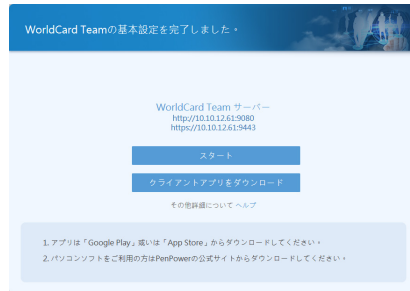 WorldCard Teamの基本設定を完了しました。
WorldCard Team サーバー
http://10.10.12.61:9080
https://10.10.12.61:9443
スタート
クライアントアプリをダウンロード
その他詳細について ヘルプ
1. アプリは「Google Play」或いは「App Store」からダウンロードしてください。
2. パソコンソフトをご利用の方はPenPowerの公式サイトからダウンロードしてください。